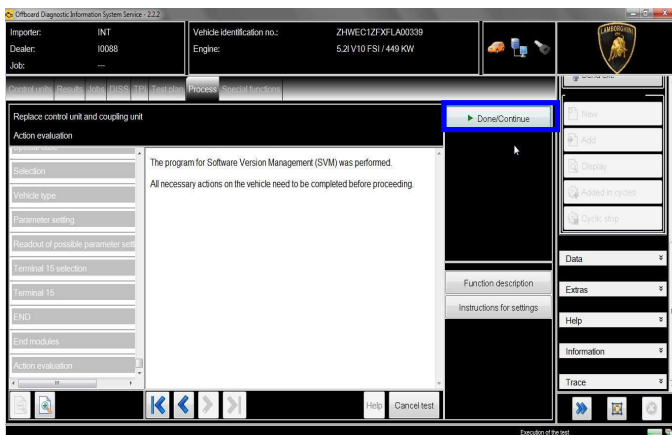 Offboard Diagnostic Information System Service - 2.2.2
Importer: INT
Dealer: I0088
Job: ---
Vehicle identification no.: ZHWEC1ZFXFLA00339
Engine: 5,2l V10 FSI / 449 KW
LAMBORGHINI
Control units Results Jobs DISS TPI Test plan Process Special functions
Replace control unit and coupling unit
Action evaluation
Done/Continue
Selection
Vehicle type
Parameter setting
Readout of possible parameter sett
Terminal 15 selection
Terminal 15
END
End modules
Action evaluation
The program for Software Version Management (SVM) was performed.
All necessary actions on the vehicle need to be completed before proceeding.
Function description
Instructions for settings
Help
Cancel test
New
Add
Display
Added in cycles
Cyclic stop
Data
Extras
Help
Information
Trace
Execution of the test